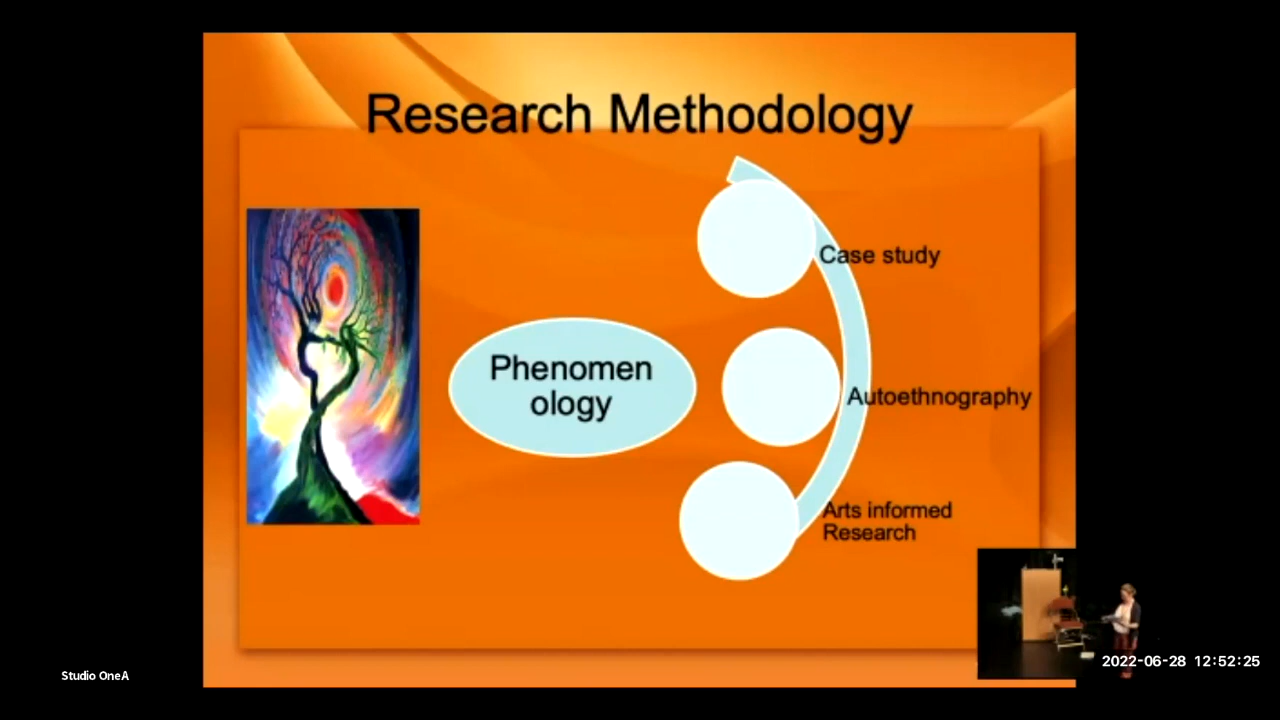 Research Methodology
Case study
Phenomen
ology
Autoethnography
Arts informed
Research
Studio OneA
2022-06-28 12:52:25